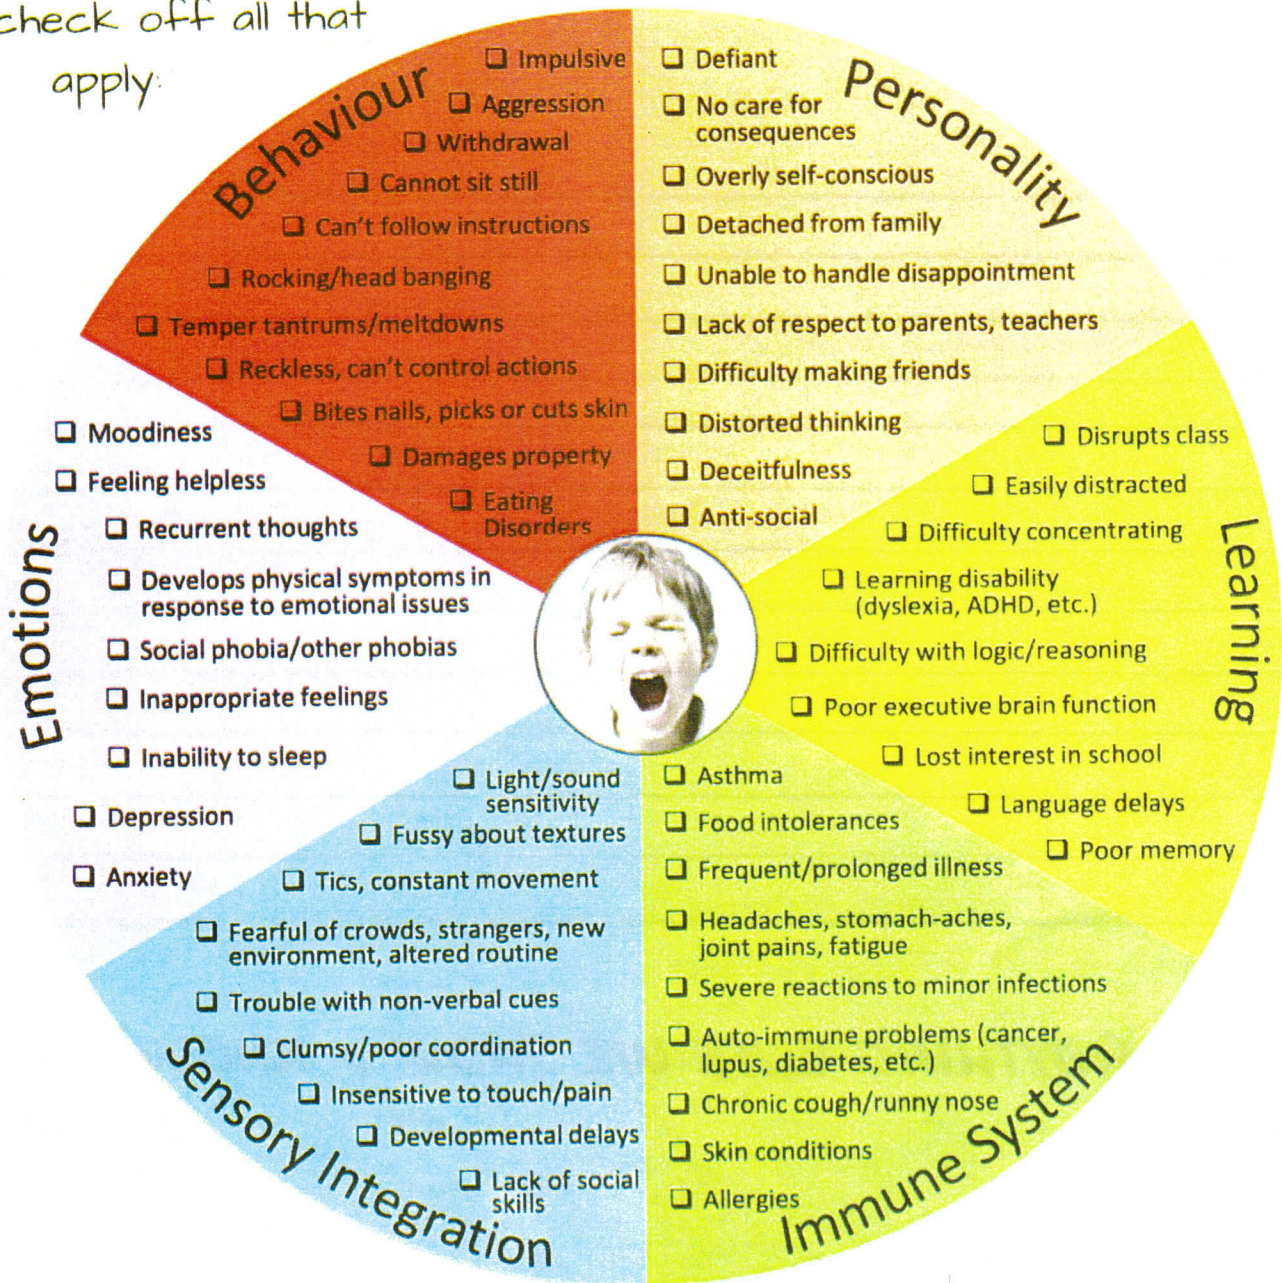 check off all that
apply:
Behaviour
❑ Impulsive
❑ Aggression
❑ Withdrawal
❑ Cannot sit still
❑ Can't follow instructions
❑ Rocking/head banging
❑ Temper tantrums/meltdowns
❑ Reckless, can't control actions
❑ Bites nails, picks or cuts skin
❑ Damages property
❑ Eating
Disorders
Personality
❑ Defiant
❑ No care for
consequences
❑ Overly self-conscious
❑ Detached from family
❑ Unable to handle disappointment
❑ Lack of respect to parents, teachers
❑ Difficulty making friends
❑ Distorted thinking
❑ Deceitfulness
❑ Anti-social
Learning
❑ Disrupts class
❑ Easily distracted
❑ Difficulty concentrating
❑ Learning disability
(dyslexia, ADHD, etc.)
❑ Difficulty with logic/reasoning
❑ Poor executive brain function
❑ Lost interest in school
❑ Language delays
❑ Poor memory
Immune System
❑ Asthma
❑ Food intolerances
❑ Frequent/prolonged illness
❑ Headaches, stomach-aches,
joint pains, fatigue
❑ Severe reactions to minor infections
❑ Auto-immune problems (cancer,
lupus, diabetes, etc.)
❑ Chronic cough/runny nose
❑ Skin conditions
❑ Allergies
Sensory Integration
❑ Light/sound
sensitivity
❑ Fussy about textures
❑ Tics, constant movement
❑ Fearful of crowds, strangers, new
environment, altered routine
❑ Trouble with non-verbal cues
❑ Clumsy/poor coordination
❑ Insensitive to touch/pain
❑ Developmental delays
❑ Lack of social
skills
Emotions
❑ Moodiness
❑ Feeling helpless
❑ Recurrent thoughts
❑ Develops physical symptoms in
response to emotional issues
❑ Social phobia/other phobias
❑ Inappropriate feelings
❑ Inability to sleep
❑ Depression
❑ Anxiety